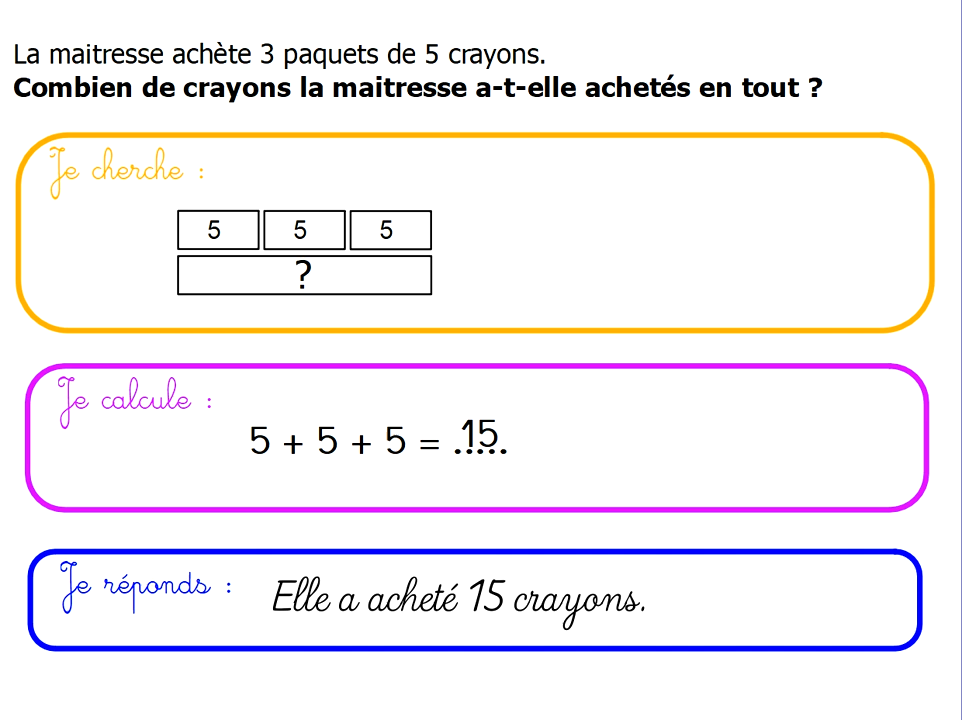 La maitresse achète 3 paquets de 5 crayons.
Combien de crayons la maitresse a-t-elle achetés en tout ?
Je cherche :
5 5 5
?
Je calcule :
5 + 5 + 5 = .15....
Je réponds : Elle a acheté 15 crayons.